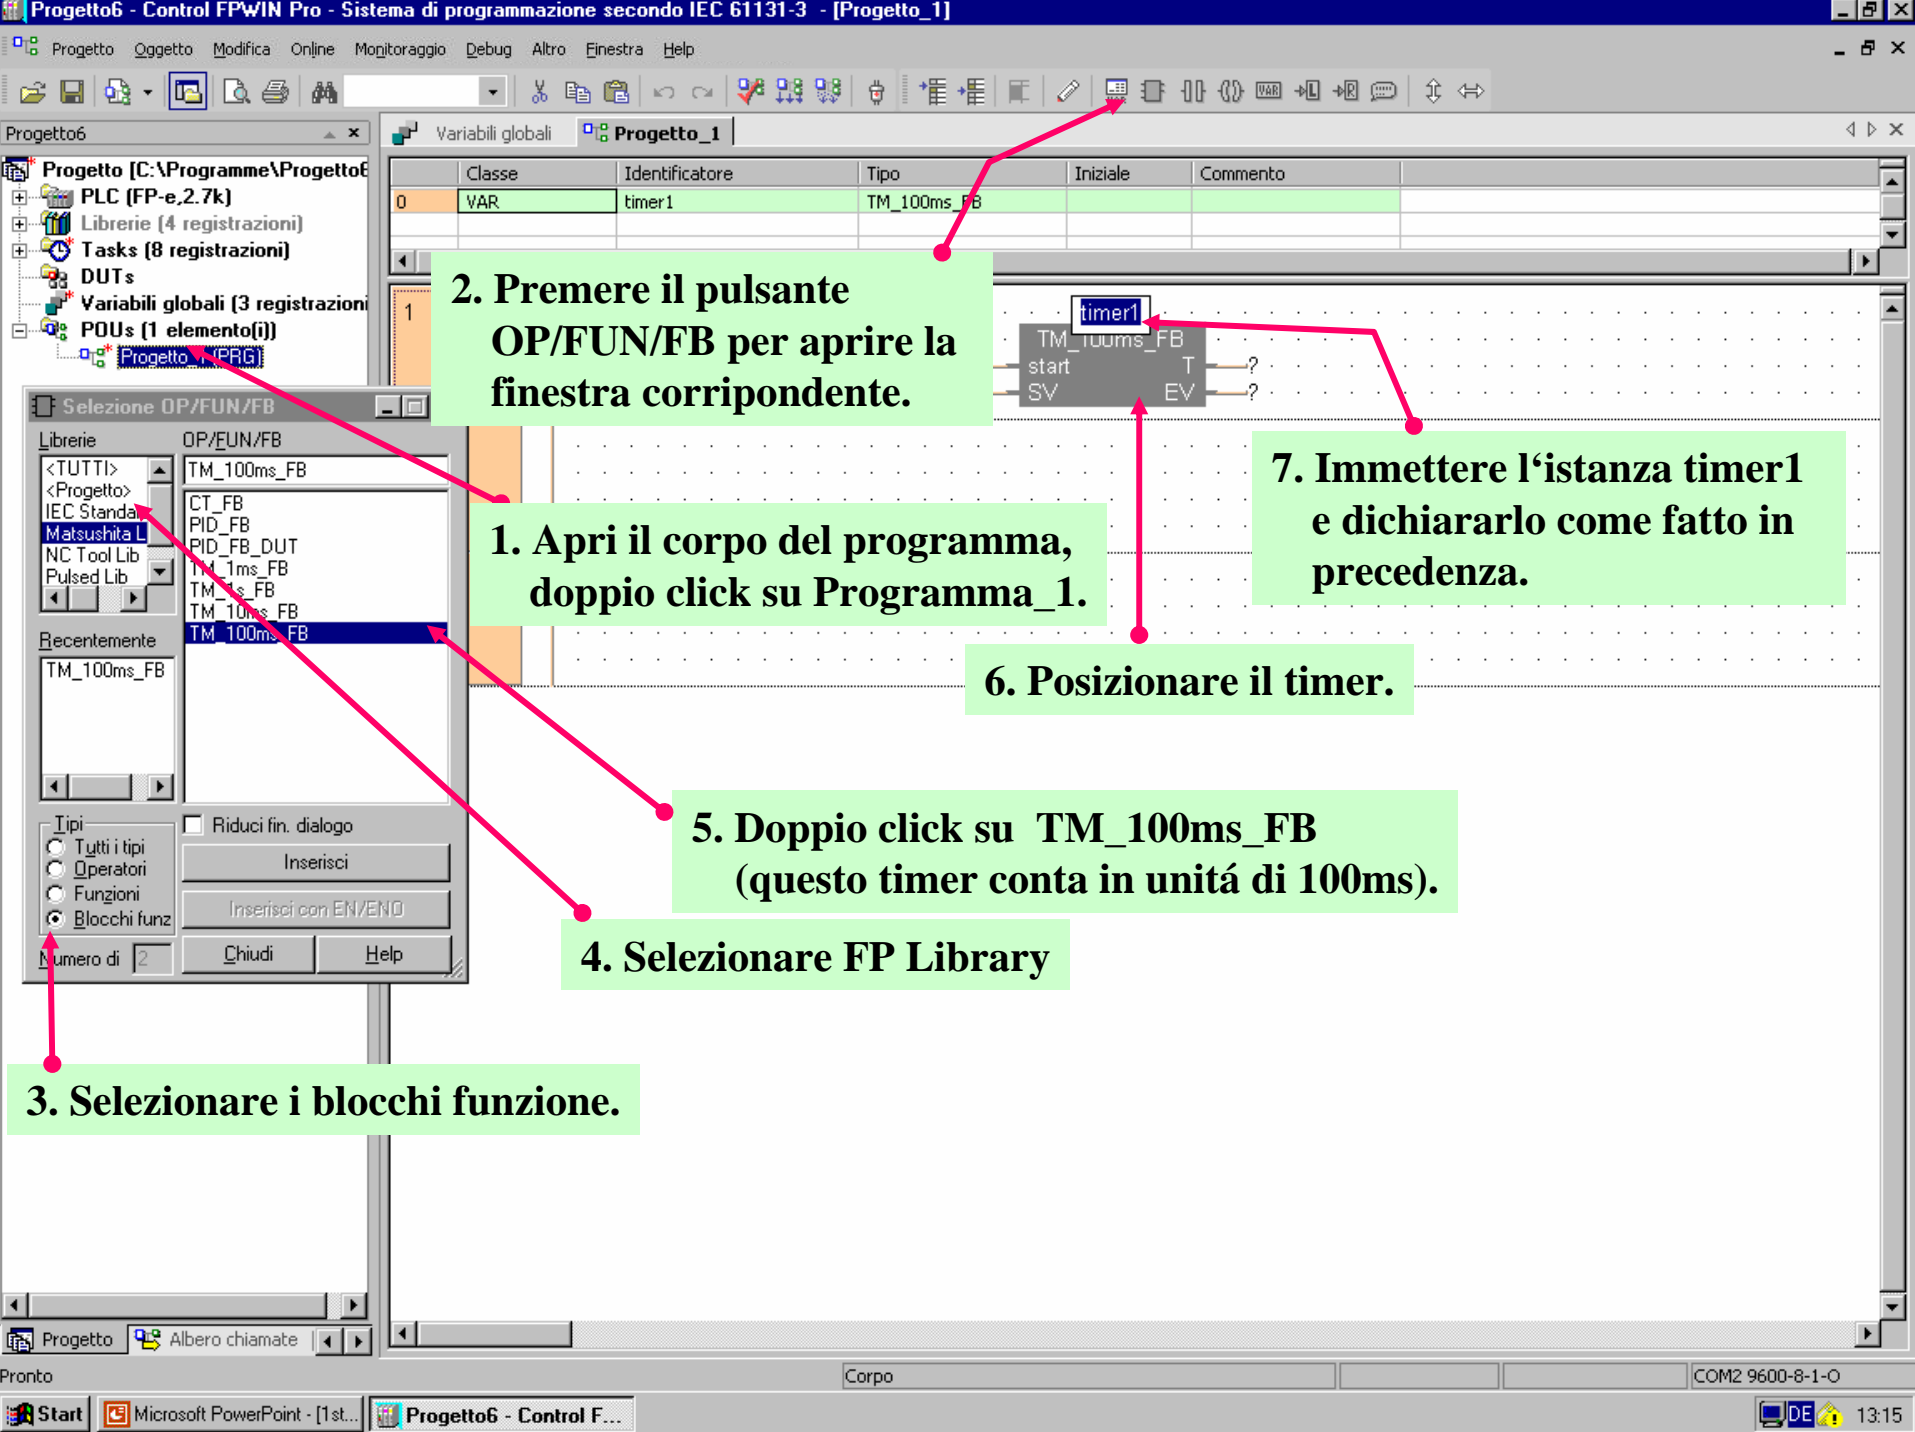 Progetto6 - Control FPWIN Pro - Sistema di programmazione secondo IEC 61131-3 - [Progetto_1]
Progetto Oggetto Modifica Online Monitoraggio Debug Altro Finestra Help
Progetto6
Variabili globali Progetto_1
Progetto [C:\Programme\Progetto6
PLC (FP-e,2.7k)
Librerie (4 registrazioni)
Tasks (8 registrazioni)
DUTs
Variabili globali (3 registrazioni
POUs (1 elemento(i))
Progetto_1 (PRG)
Classe Identificatore Tipo Iniziale Commento
0 VAR timer1 TM_100ms_FB
1
2. Premere il pulsante
OP/FUN/FB per aprire la
finestra corripondente.
timer1
TM_100ms_FB
start T ?
SV EV ?
7. Immettere l‘istanza timer1
e dichiararlo come fatto in
precedenza.
Selezione OP/FUN/FB
Librerie OP/FUN/FB
<TUTTI>
<Progetto>
IEC Standa
Matsushita L
NC Tool Lib
Pulsed Lib
TM_100ms_FB
CT_FB
PID_FB
PID_FB_DUT
TM_1ms_FB
TM_1s_FB
TM_10ms_FB
TM_100ms_FB
Recentemente
TM_100ms_FB
1. Apri il corpo del programma,
doppio click su Programma_1.
6. Posizionare il timer.
Tipi
Tutti i tipi
Operatori
Funzioni
Blocchi funz
Riduci fin. dialogo
Inserisci
Inserisci con EN/ENO
Numero di 2
Chiudi Help
5. Doppio click su TM_100ms_FB
(questo timer conta in unitá di 100ms).
4. Selezionare FP Library
3. Selezionare i blocchi funzione.
Progetto Albero chiamate
Pronto Corpo COM2 9600-8-1-O
Start Microsoft PowerPoint - [1st... Progetto6 - Control F... DE 13:15